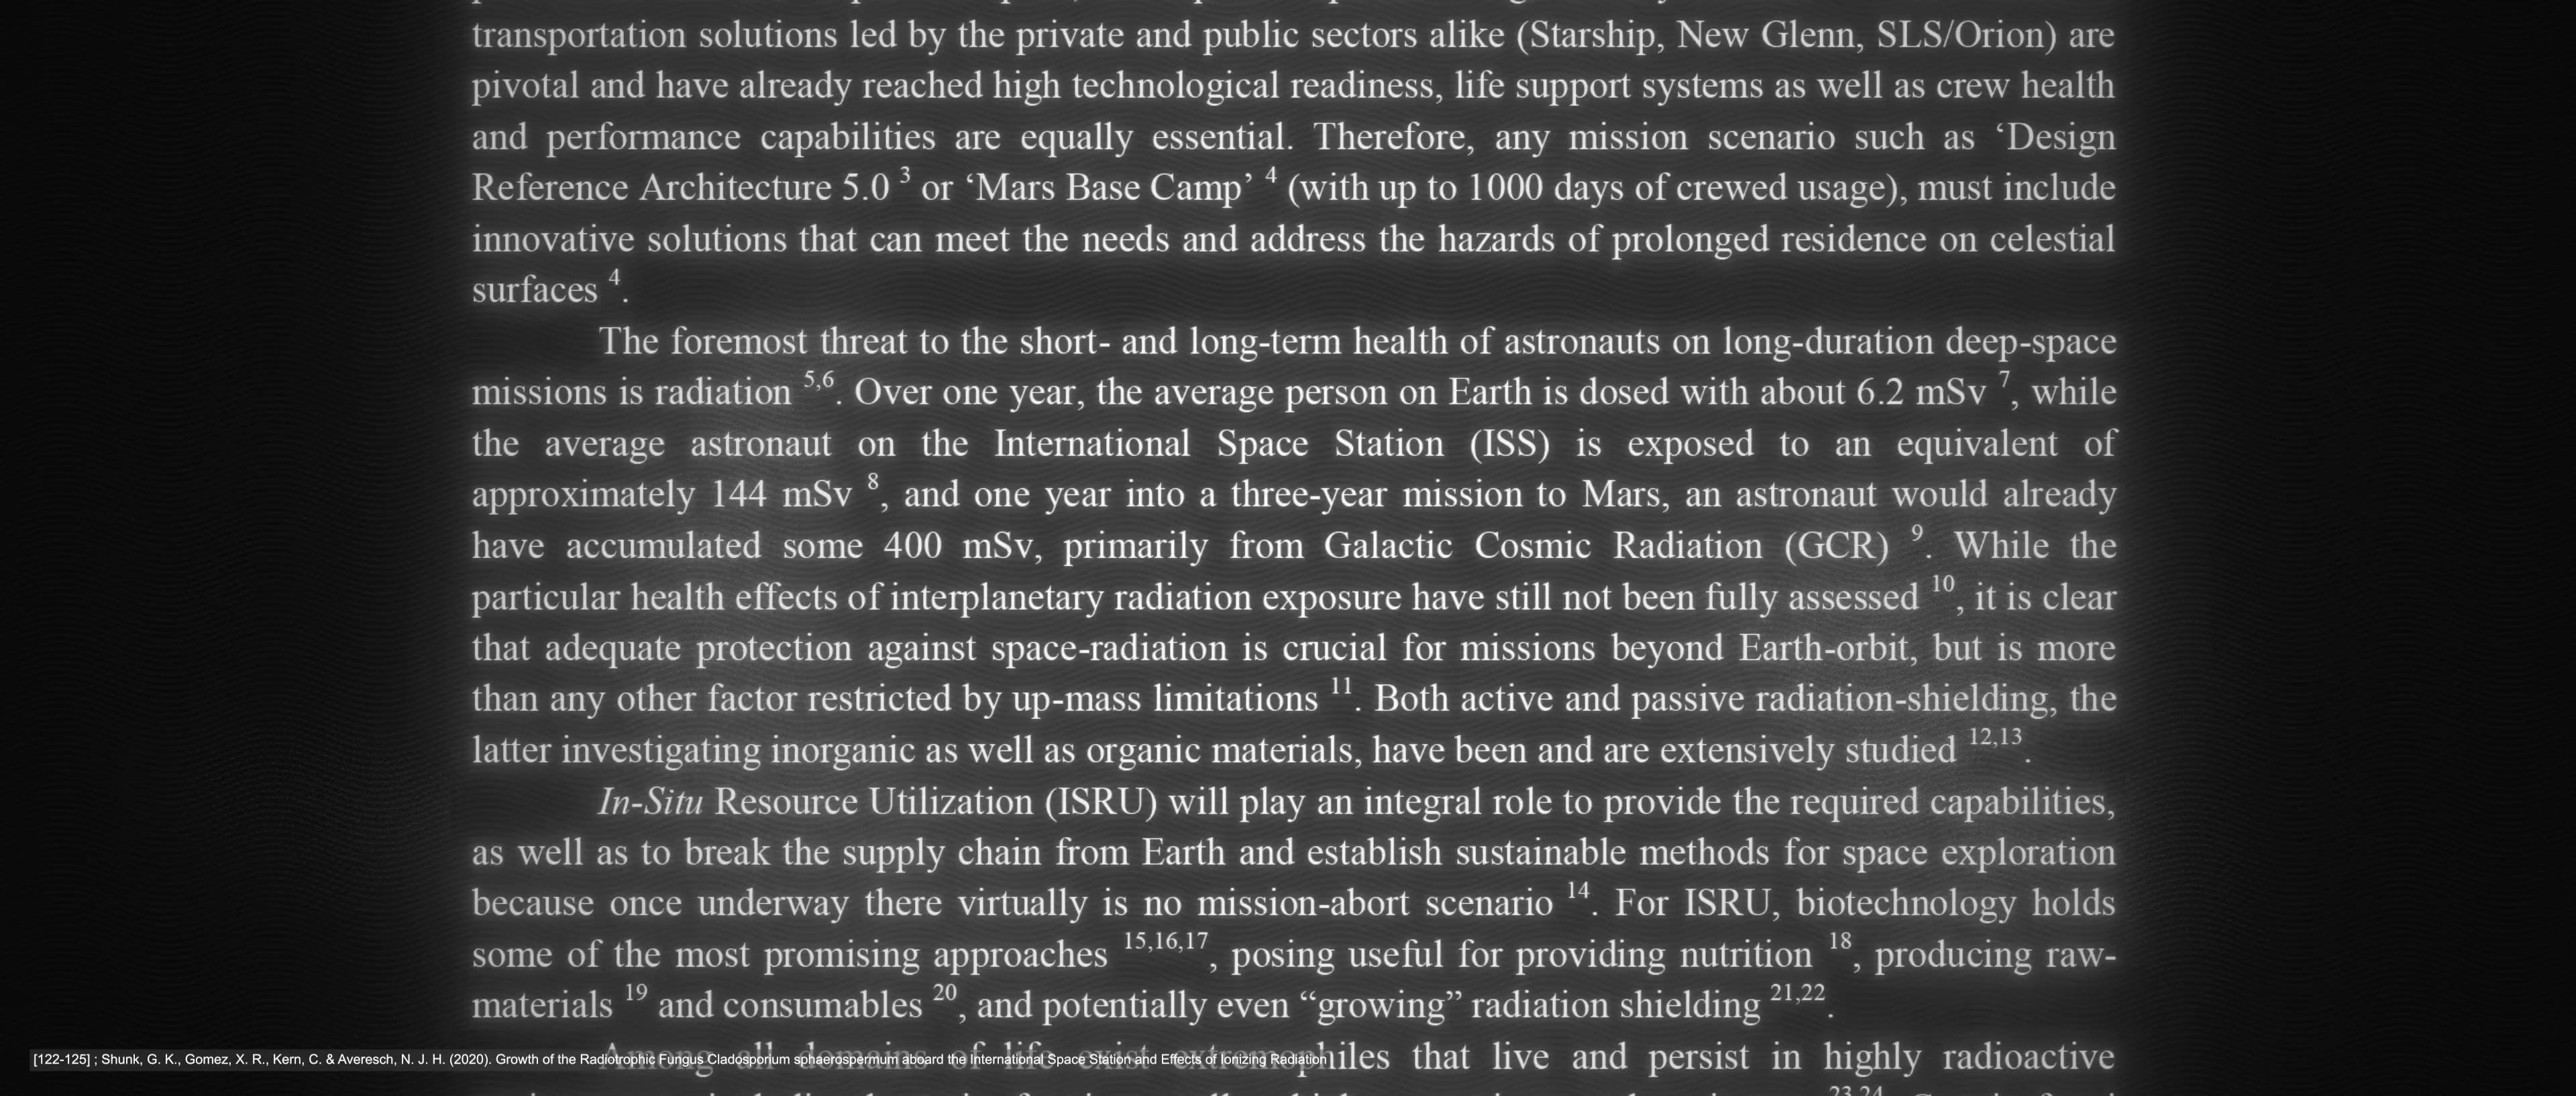 transportation solutions led by the private and public sectors alike (Starship, New Glenn, SLS/Orion) are
pivotal and have already reached high technological readiness, life support systems as well as crew health
and performance capabilities are equally essential. Therefore, any mission scenario such as ‘Design
Reference Architecture 5.0 3 or ‘Mars Base Camp’ 4 (with up to 1000 days of crewed usage), must include
innovative solutions that can meet the needs and address the hazards of prolonged residence on celestial
surfaces 4.
The foremost threat to the short- and long-term health of astronauts on long-duration deep-space
missions is radiation 5,6. Over one year, the average person on Earth is dosed with about 6.2 mSv 7, while
the average astronaut on the International Space Station (ISS) is exposed to an equivalent of
approximately 144 mSv 8, and one year into a three-year mission to Mars, an astronaut would already
have accumulated some 400 mSv, primarily from Galactic Cosmic Radiation (GCR) 9. While the
particular health effects of interplanetary radiation exposure have still not been fully assessed 10, it is clear
that adequate protection against space-radiation is crucial for missions beyond Earth-orbit, but is more
than any other factor restricted by up-mass limitations 11. Both active and passive radiation-shielding, the
latter investigating inorganic as well as organic materials, have been and are extensively studied 12,13.
In-Situ Resource Utilization (ISRU) will play an integral role to provide the required capabilities,
as well as to break the supply chain from Earth and establish sustainable methods for space exploration
because once underway there virtually is no mission-abort scenario 14. For ISRU, biotechnology holds
some of the most promising approaches 15,16,17, posing useful for providing nutrition 18, producing raw-
materials 19 and consumables 20, and potentially even “growing” radiation shielding 21,22.
Among all domains of life exist extremophiles that live and persist in highly radioactive
[122-125] ; Shunk, G. K., Gomez, X. R., Kern, C. & Averesch, N. J. H. (2020). Growth of the Radiotrophic Fungus Cladosporium sphaerospermum aboard the International Space Station and Effects of Ionizing Radiation